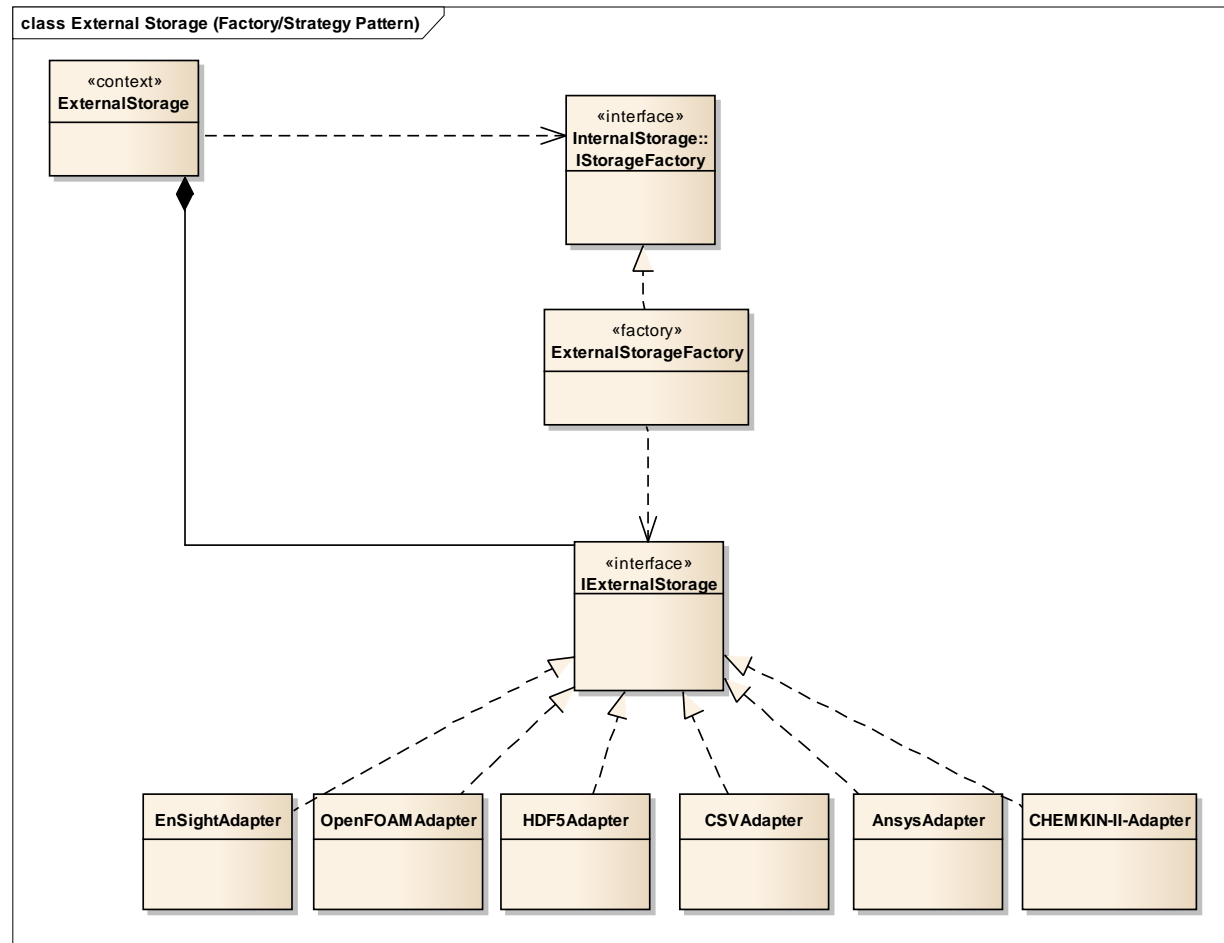 class External Storage (Factory/Strategy Pattern)
«context»
ExternalStorage
«interface»
InternalStorage::
IStorageFactory
«factory»
ExternalStorageFactory
«interface»
IExternalStorage
EnSightAdapter
OpenFOAMAdapter
HDF5Adapter
CSVAdapter
AnsysAdapter
CHEMKIN-II-Adapter